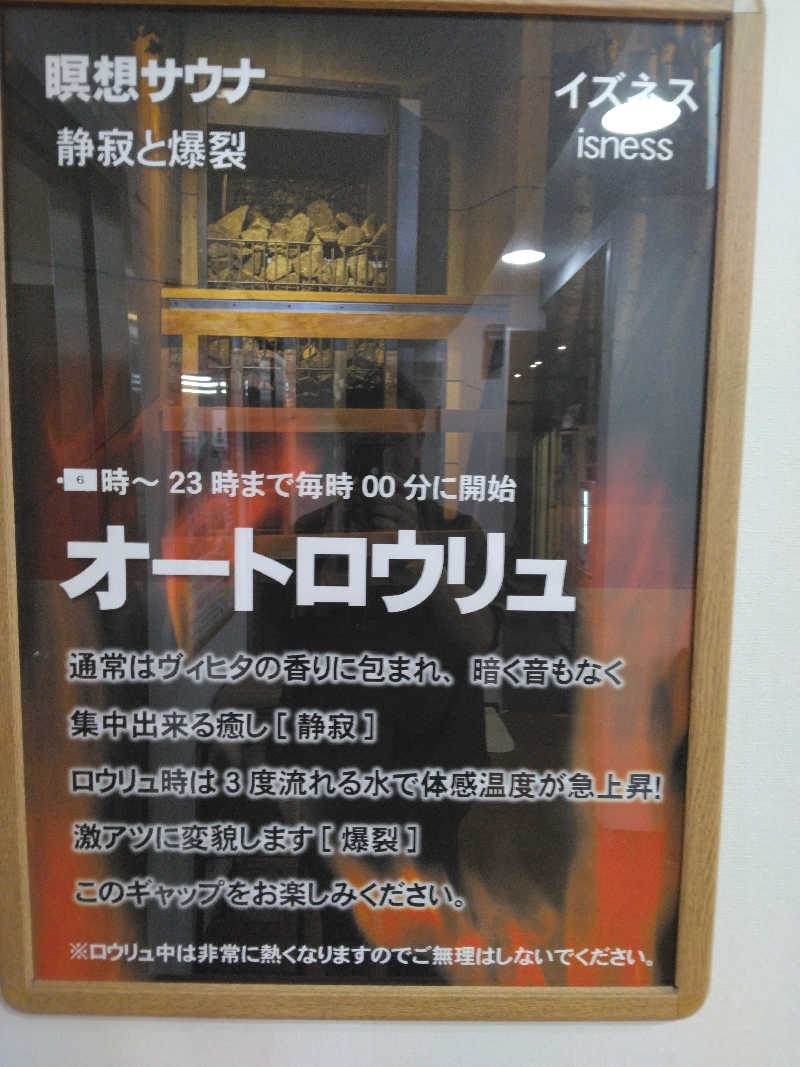 瞑想サウナ
静寂と爆裂
イズネス
isness
・6時～23時まで毎時00分に開始
オートロウリュ
通常はヴィヒタの香りに包まれ、暗く音もなく
集中出来る癒し[静寂]
ロウリュ時は3度流れる水で体感温度が急上昇!
激アツに変貌します[爆裂]
このギャップをお楽しみください。
※ロウリュ中は非常に熱くなりますのでご無理はしないでください。